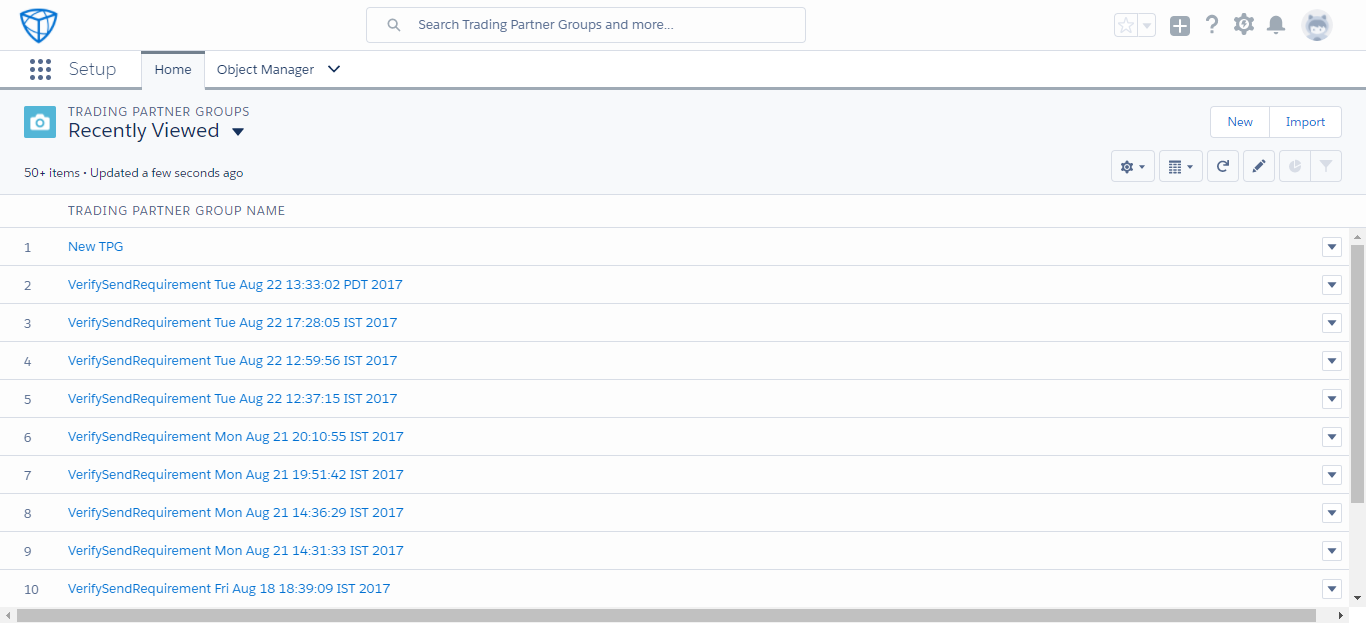 Search Trading Partner Groups and more...
Setup
Home
Object Manager
TRADING PARTNER GROUPS
Recently Viewed
New
Import
50+ items • Updated a few seconds ago
TRADING PARTNER GROUP NAME
1 New TPG
2 VerifySendRequirement Tue Aug 22 13:33:02 PDT 2017
3 VerifySendRequirement Tue Aug 22 17:28:05 IST 2017
4 VerifySendRequirement Tue Aug 22 12:59:56 IST 2017
5 VerifySendRequirement Tue Aug 22 12:37:15 IST 2017
6 VerifySendRequirement Mon Aug 21 20:10:55 IST 2017
7 VerifySendRequirement Mon Aug 21 19:51:42 IST 2017
8 VerifySendRequirement Mon Aug 21 14:36:29 IST 2017
9 VerifySendRequirement Mon Aug 21 14:31:33 IST 2017
10 VerifySendRequirement Fri Aug 18 18:39:09 IST 2017